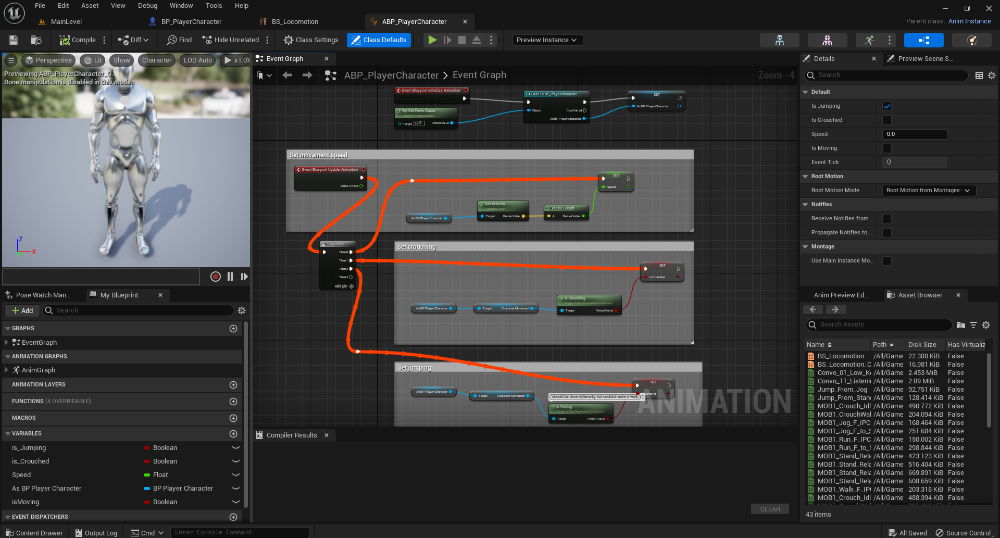 File Edit Asset View Debug Window Tools Help
MainLevel BP_PlayerCharacter BS_Locomotion ABP_PlayerCharacter
Parent class: Anim Instance
Compile Diff Find Hide Unrelated Class Settings Class Defaults Preview Instance
Perspective Lit Show Character LOD Auto x1.0
Previewing ABP_PlayerCharacter_C.
Bone manipulation is disabled in this mode.
Z
X
Y
Event Graph
ABP_PlayerCharacter > Event Graph
Zoom -4
Event Blueprint Initialize Animation
Try Get Pawn Owner
Target is Anim Instance
Target self Return Value
Cast To BP_PlayerCharacter
Object Cast Failed
As BP Player Character
SET
As BP Player Character
Set movement speed
Event Blueprint Update Animation
Delta Time X
SET
Speed
As BP Player Character
Get Velocity
Target is Actor
Target Return Value
Vector Length
A Return Value
Sequence
Then 0
Then 1
Then 2
Then 3
Add pin
set crouching
SET
Is Crouched
As BP Player Character
Target Character Movement
Is Crouching
Target is Nav Movement Component
Target Return Value
Set jumping
SET
As BP Player Character
Target Character Movement
should be done differnetly but couldnt make it work
Is Falling
Target is Nav Movement Component
Target Return Value
ANIMATION
Compiler Results
CLEAR
Pose Watch Man... My Blueprint
Add Search
GRAPHS
EventGraph
ANIMATION GRAPHS
AnimGraph
ANIMATION LAYERS
FUNCTIONS (4 OVERRIDABLE)
MACROS
VARIABLES
is_Jumping Boolean
is_Crouched Boolean
Speed Float
As BP Player Character BP Player Character
isMoving Boolean
EVENT DISPATCHERS
Details Preview Scene S...
Search
Default
Is Jumping
Is Crouched
Speed 0.0
Is Moving
Event Tick ()
Root Motion
Root Motion Mode Root Motion from Montages
Notifies
Receive Notifies from...
Propagate Notifies to...
Montage
Use Main Instance Mo...
Anim Preview Ed... Asset Browser
Search Assets
Name Path Disk Size Has Virtualiz
BS_Locomotion /All/Game 22.388 KiB False
BS_Locomotion_C /All/Game 16.981 KiB False
Convo_01_Low_K /All/Game 2.453 MiB False
Convo_11_Listeni /All/Game 2.09 MiB False
Jump_From_Jog /All/Game 92.751 KiB False
Jump_From_Stan /All/Game 128.414 KiB False
MOB1_Crouch_Idl /All/Game 490.772 KiB False
MOB1_CrouchWal /All/Game 204.094 KiB False
MOB1_Jog_F_IPC /All/Game 168.464 KiB False
MOB1_Jog_F_to_S /All/Game 251.684 KiB False
MOB1_Run_F_IPC /All/Game 150.002 KiB False
MOB1_Run_F_to_S /All/Game 298.844 KiB False
MOB1_Stand_Rela /All/Game 423.123 KiB False
MOB1_Stand_Rela /All/Game 516.404 KiB False
MOB1_Stand_Rela /All/Game 669.891 KiB False
MOB1_Stand_Rela /All/Game 608.659 KiB False
MOB1_Walk_F_IP /All/Game 203.318 KiB False
MOB1_Crouch_Idl /All/Game 488.394 KiB False
43 items
Content Drawer Output Log Cmd Enter Console Command
All Saved Source Control